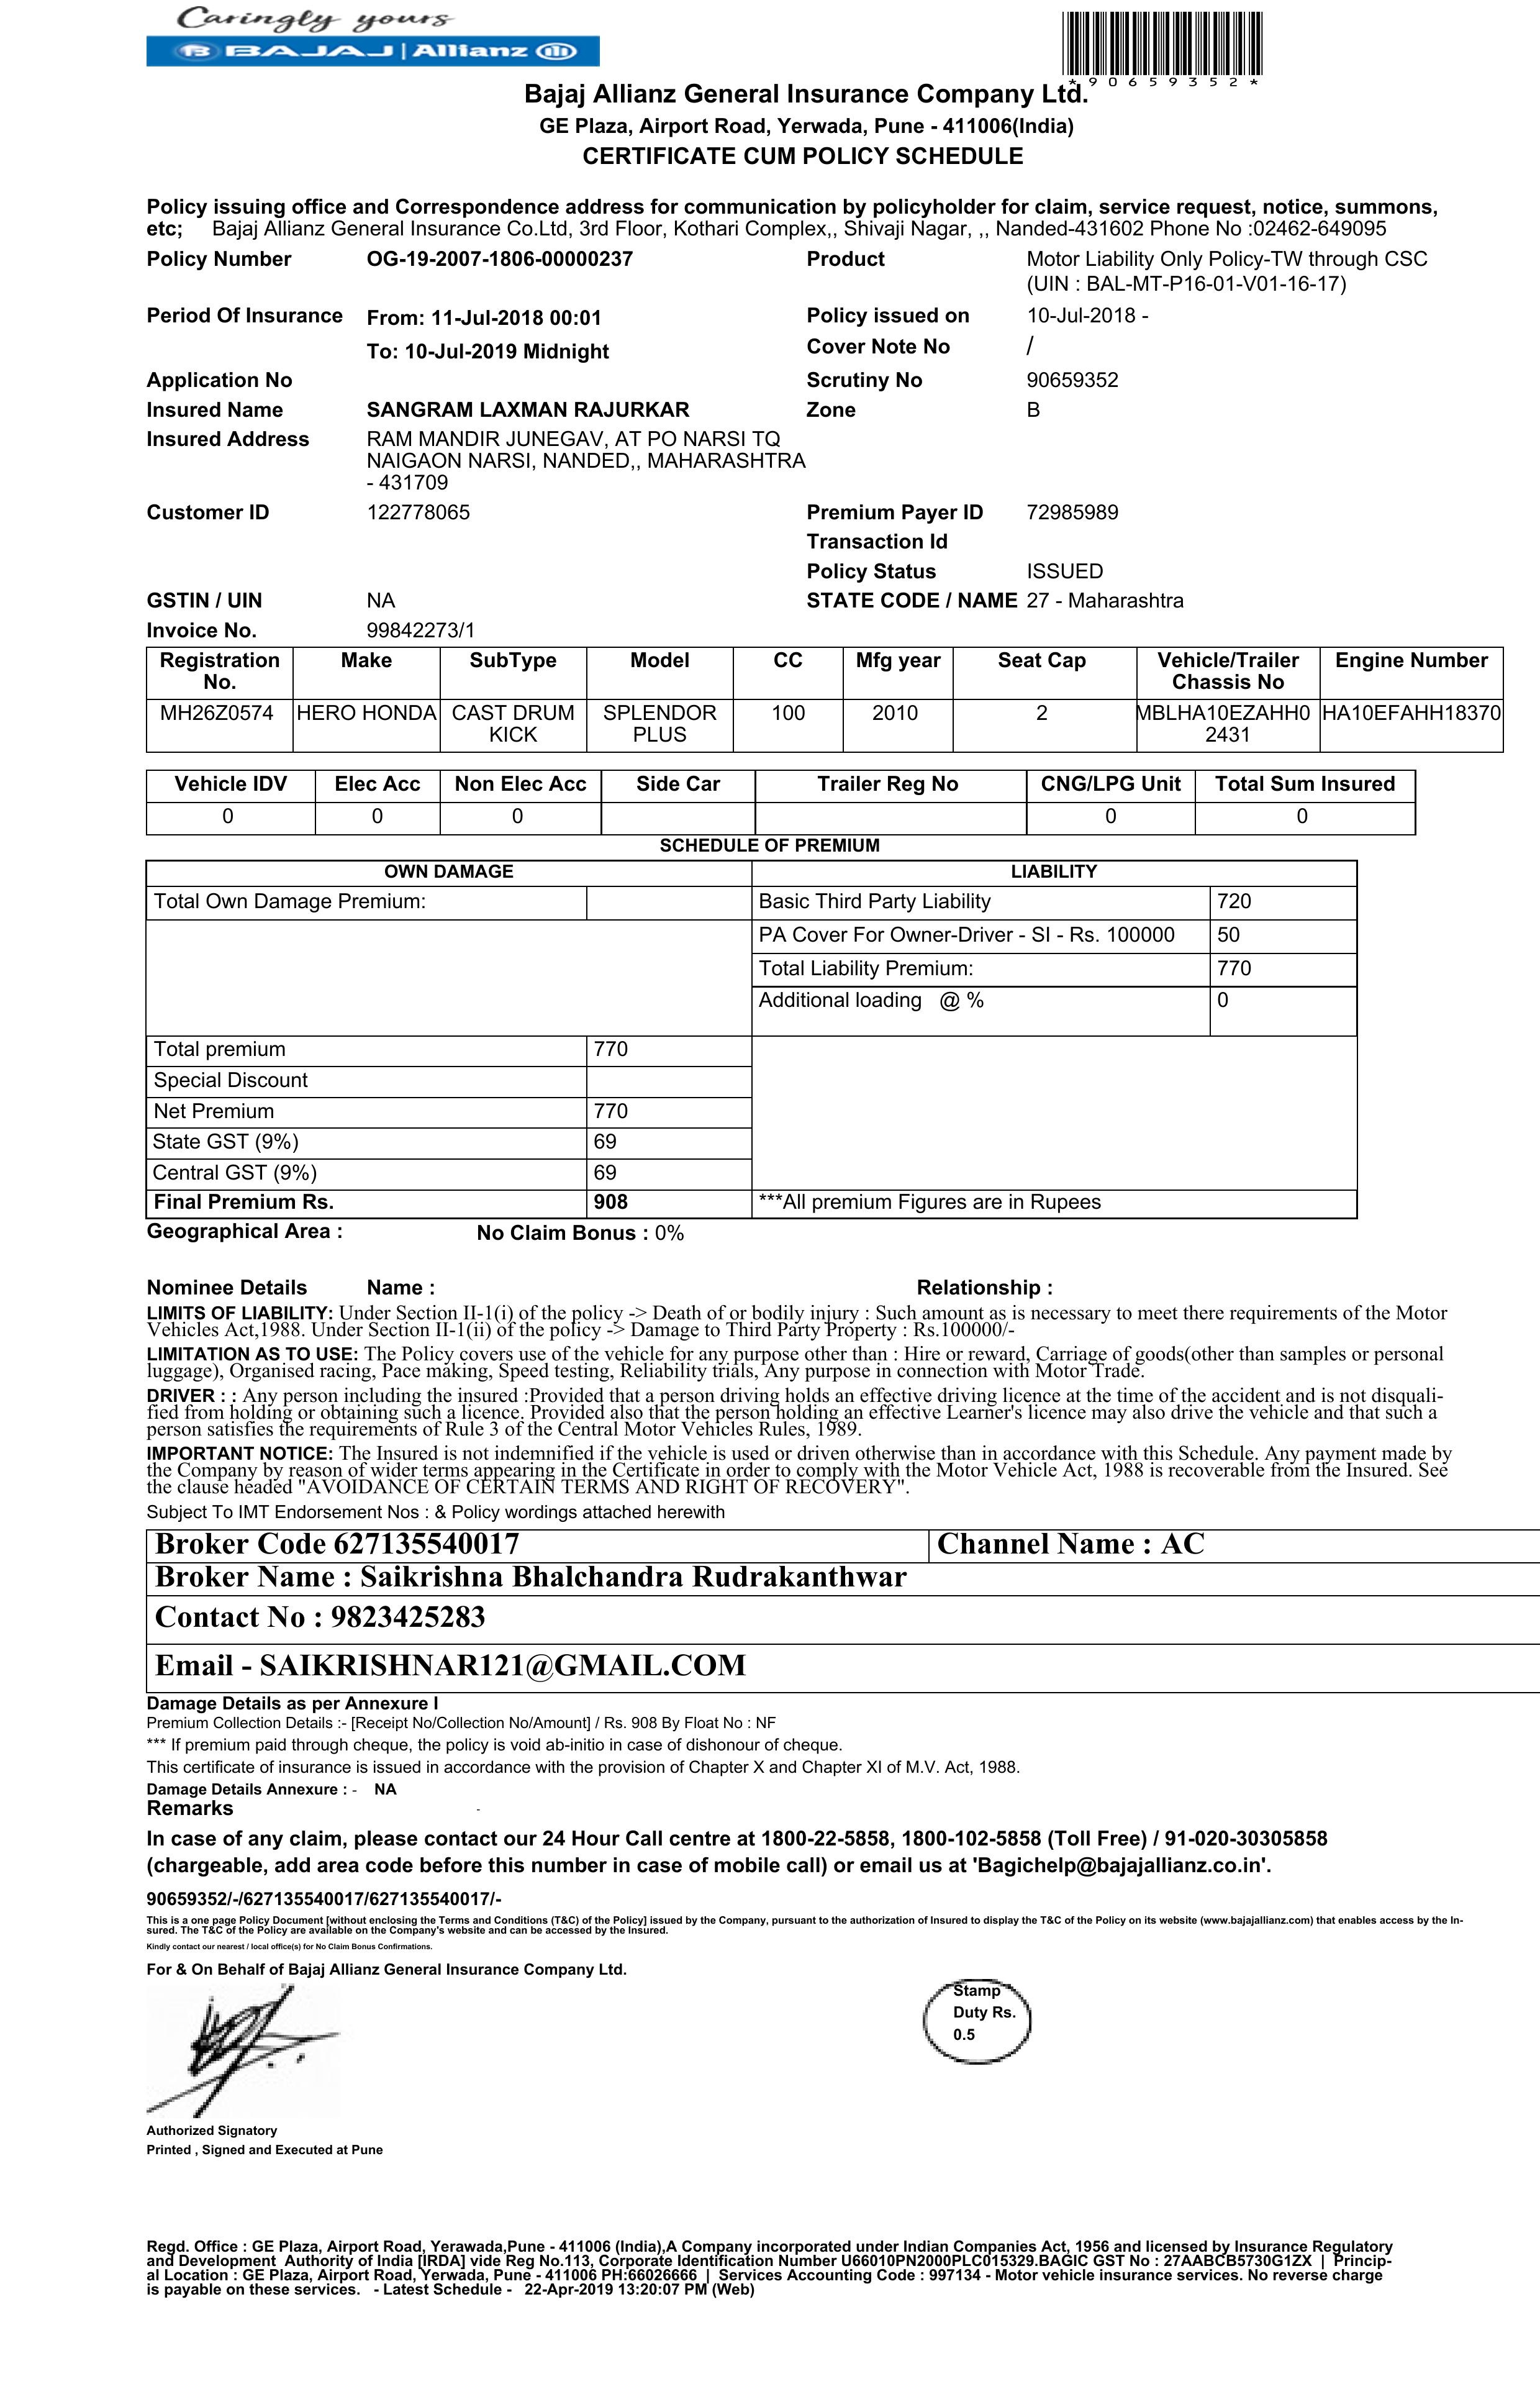 Caringly yours
BAJAJ | Allianz
*90659352*
Bajaj Allianz General Insurance Company Ltd.
GE Plaza, Airport Road, Yerwada, Pune - 411006(India)
CERTIFICATE CUM POLICY SCHEDULE
Policy issuing office and Correspondence address for communication by policyholder for claim, service request, notice, summons,
etc; Bajaj Allianz General Insurance Co.Ltd, 3rd Floor, Kothari Complex,, Shivaji Nagar, ,, Nanded-431602 Phone No :02462-649095
Policy Number OG-19-2007-1806-00000237 Product Motor Liability Only Policy-TW through CSC
(UIN : BAL-MT-P16-01-V01-16-17)
Period Of Insurance From: 11-Jul-2018 00:01 Policy issued on 10-Jul-2018 -
To: 10-Jul-2019 Midnight Cover Note No /
Application No Scrutiny No 90659352
Insured Name SANGRAM LAXMAN RAJURKAR Zone B
Insured Address RAM MANDIR JUNEGAV, AT PO NARSI TQ
NAIGAON NARSI, NANDED,, MAHARASHTRA
- 431709
Customer ID 122778065 Premium Payer ID 72985989
Transaction Id
Policy Status ISSUED
GSTIN / UIN NA STATE CODE / NAME 27 - Maharashtra
Invoice No. 99842273/1
Registration Make SubType Model CC Mfg year Seat Cap Vehicle/Trailer Engine Number
No. Chassis No
MH26Z0574 HERO HONDA CAST DRUM SPLENDOR 100 2010 2 MBLHA10EZAHH0 HA10EFAHH18370
KICK PLUS 2431
Vehicle IDV Elec Acc Non Elec Acc Side Car Trailer Reg No CNG/LPG Unit Total Sum Insured
0 0 0 0 0
SCHEDULE OF PREMIUM
OWN DAMAGE LIABILITY
Total Own Damage Premium: Basic Third Party Liability 720
PA Cover For Owner-Driver - SI - Rs. 100000 50
Total Liability Premium: 770
Additional loading @ % 0
Total premium 770
Special Discount
Net Premium 770
State GST (9%) 69
Central GST (9%) 69
Final Premium Rs. 908 ***All premium Figures are in Rupees
Geographical Area : No Claim Bonus : 0%
Nominee Details Name : Relationship :
LIMITS OF LIABILITY: Under Section II-1(i) of the policy -> Death of or bodily injury : Such amount as is necessary to meet there requirements of the Motor
Vehicles Act,1988. Under Section II-1(ii) of the policy -> Damage to Third Party Property : Rs.100000/-
LIMITATION AS TO USE: The Policy covers use of the vehicle for any purpose other than : Hire or reward, Carriage of goods(other than samples or personal
luggage), Organised racing, Pace making, Speed testing, Reliability trials, Any purpose in connection with Motor Trade.
DRIVER : : Any person including the insured :Provided that a person driving holds an effective driving licence at the time of the accident and is not disquali-
fied from holding or obtaining such a licence. Provided also that the person holding an effective Learner's licence may also drive the vehicle and that such a
person satisfies the requirements of Rule 3 of the Central Motor Vehicles Rules, 1989.
IMPORTANT NOTICE: The Insured is not indemnified if the vehicle is used or driven otherwise than in accordance with this Schedule. Any payment made by
the Company by reason of wider terms appearing in the Certificate in order to comply with the Motor Vehicle Act, 1988 is recoverable from the Insured. See
the clause headed "AVOIDANCE OF CERTAIN TERMS AND RIGHT OF RECOVERY".
Subject To IMT Endorsement Nos : & Policy wordings attached herewith
Broker Code 627135540017 Channel Name : AC
Broker Name : Saikrishna Bhalchandra Rudrakanthwar
Contact No : 9823425283
Email - SAIKRISHNAR121@GMAIL.COM
Damage Details as per Annexure I
Premium Collection Details :- [Receipt No/Collection No/Amount] / Rs. 908 By Float No : NF
*** If premium paid through cheque, the policy is void ab-initio in case of dishonour of cheque.
This certificate of insurance is issued in accordance with the provision of Chapter X and Chapter XI of M.V. Act, 1988.
Damage Details Annexure : - NA
Remarks -
In case of any claim, please contact our 24 Hour Call centre at 1800-22-5858, 1800-102-5858 (Toll Free) / 91-020-30305858
(chargeable, add area code before this number in case of mobile call) or email us at 'Bagichelp@bajajallianz.co.in'.
90659352/-/627135540017/627135540017/-
This is a one page Policy Document [without enclosing the Terms and Conditions (T&C) of the Policy] issued by the Company, pursuant to the authorization of Insured to display the T&C of the Policy on its website (www.bajajallianz.com) that enables access by the In-
sured. The T&C of the Policy are available on the Company's website and can be accessed by the Insured.
Kindly contact our nearest / local office(s) for No Claim Bonus Confirmations.
For & On Behalf of Bajaj Allianz General Insurance Company Ltd.
Stamp
Duty Rs.
0.5
Authorized Signatory
Printed , Signed and Executed at Pune
Regd. Office : GE Plaza, Airport Road, Yerawada,Pune - 411006 (India),A Company incorporated under Indian Companies Act, 1956 and licensed by Insurance Regulatory
and Development Authority of India [IRDA] vide Reg No.113, Corporate Identification Number U66010PN2000PLC015329.BAGIC GST No : 27AABCB5730G1ZX | Princip-
al Location : GE Plaza, Airport Road, Yerwada, Pune - 411006 PH:66026666 | Services Accounting Code : 997134 - Motor vehicle insurance services. No reverse charge
is payable on these services. - Latest Schedule - 22-Apr-2019 13:20:07 PM (Web)